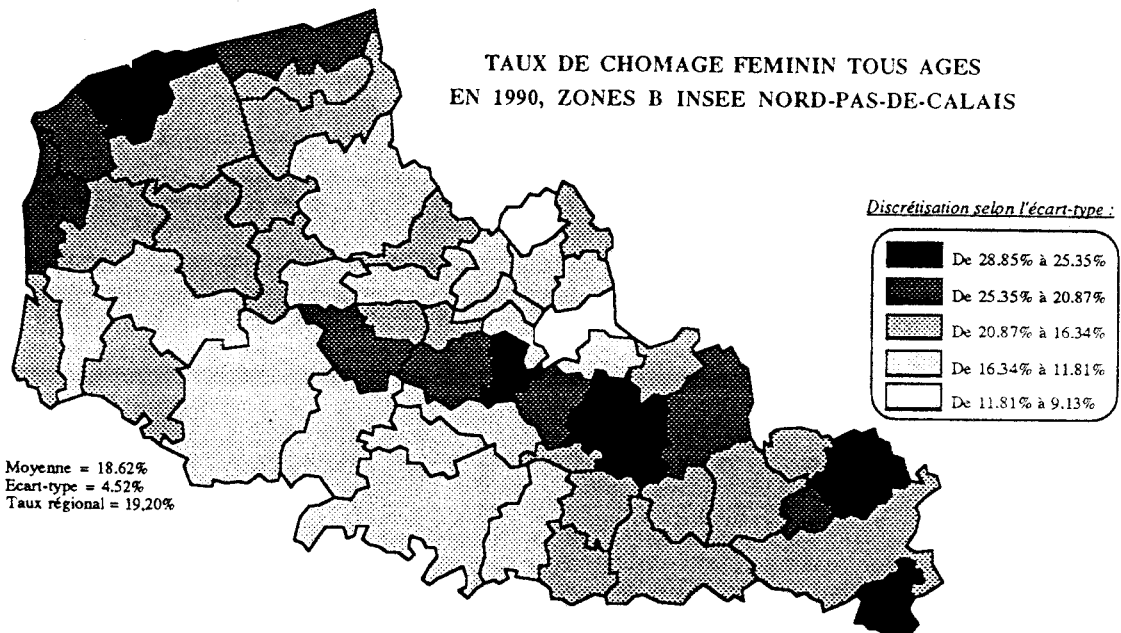 TAUX DE CHOMAGE FEMININ TOUS AGES
EN 1990, ZONES B INSEE NORD-PAS-DE-CALAIS
Discrétisation selon l'écart-type :
De 28.85% à 25.35%
De 25.35% à 20.87%
De 20.87% à 16.34%
De 16.34% à 11.81%
De 11.81% à 9.13%
Moyenne = 18.62%
Ecart-type = 4.52%
Taux régional = 19,20%